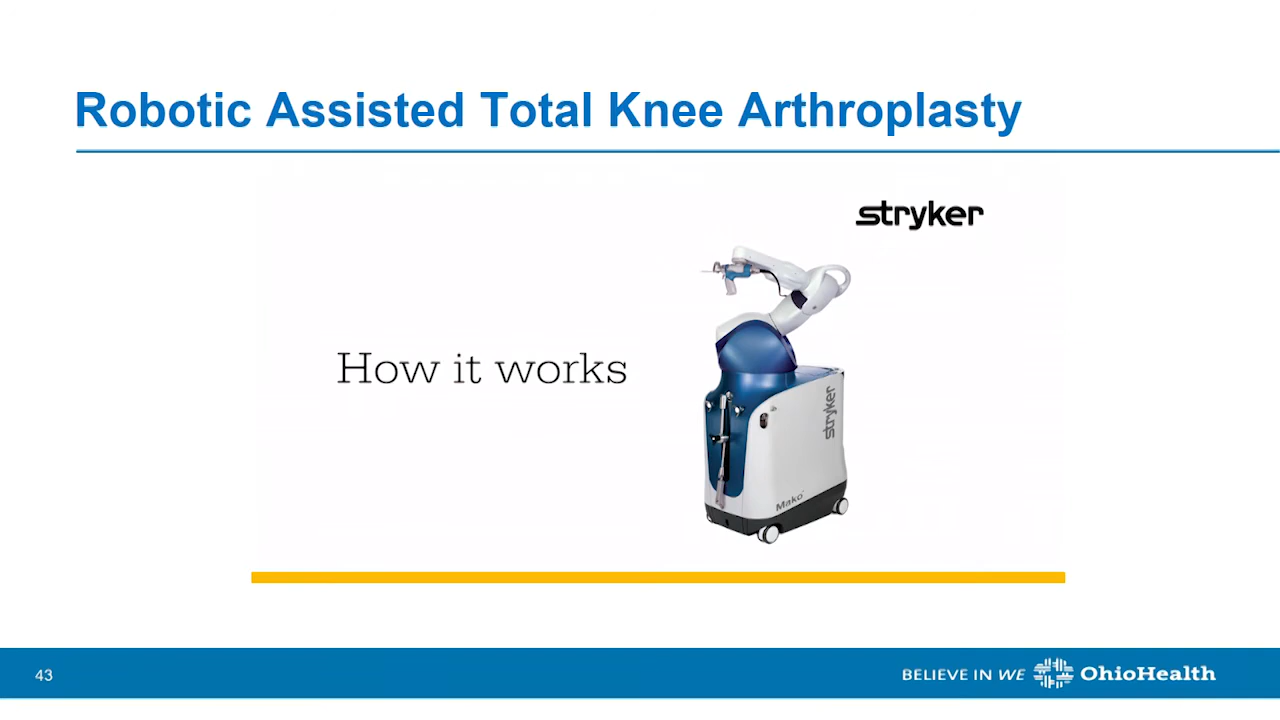 Robotic Assisted Total Knee Arthroplasty
stryker
How it works
stryker
Mako
43
BELIEVE IN WE OhioHealth